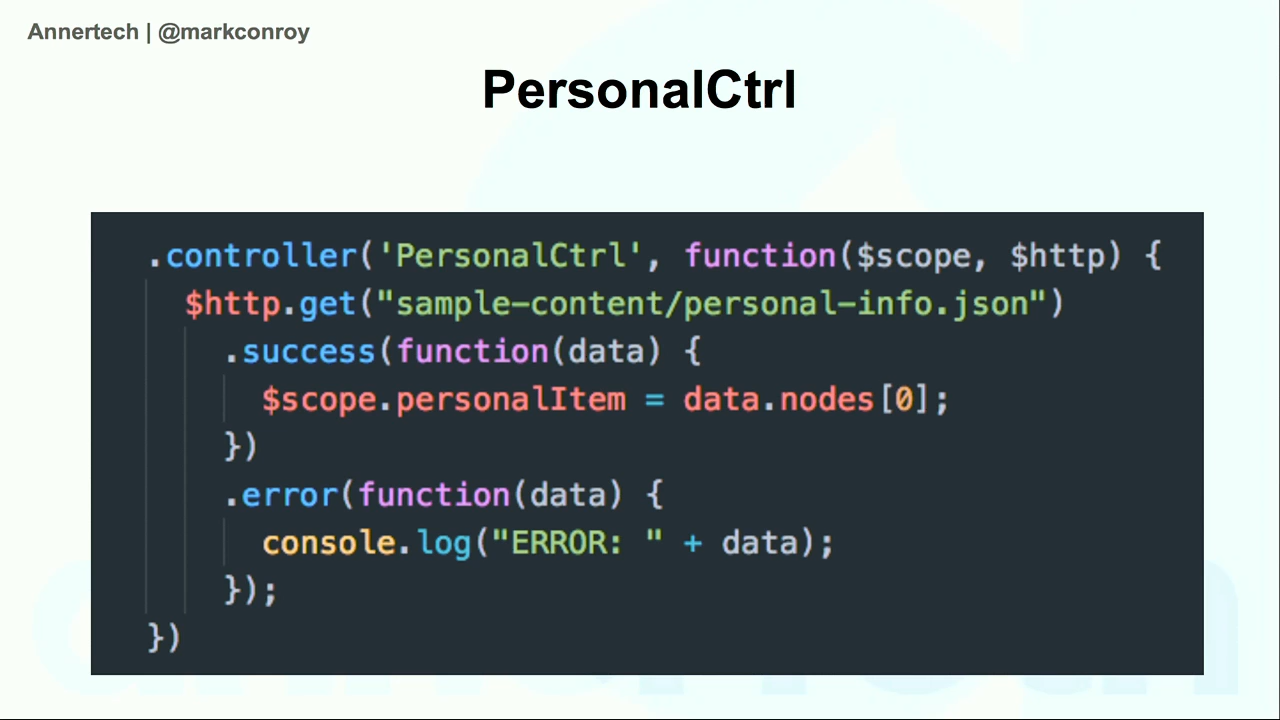 Annertech | @markconroy
PersonalCtrl
.controller('PersonalCtrl', function($scope, $http) {
$http.get("sample-content/personal-info.json")
.success(function(data) {
$scope.personalItem = data.nodes[0];
})
.error(function(data) {
console.log("ERROR: " + data);
});
})